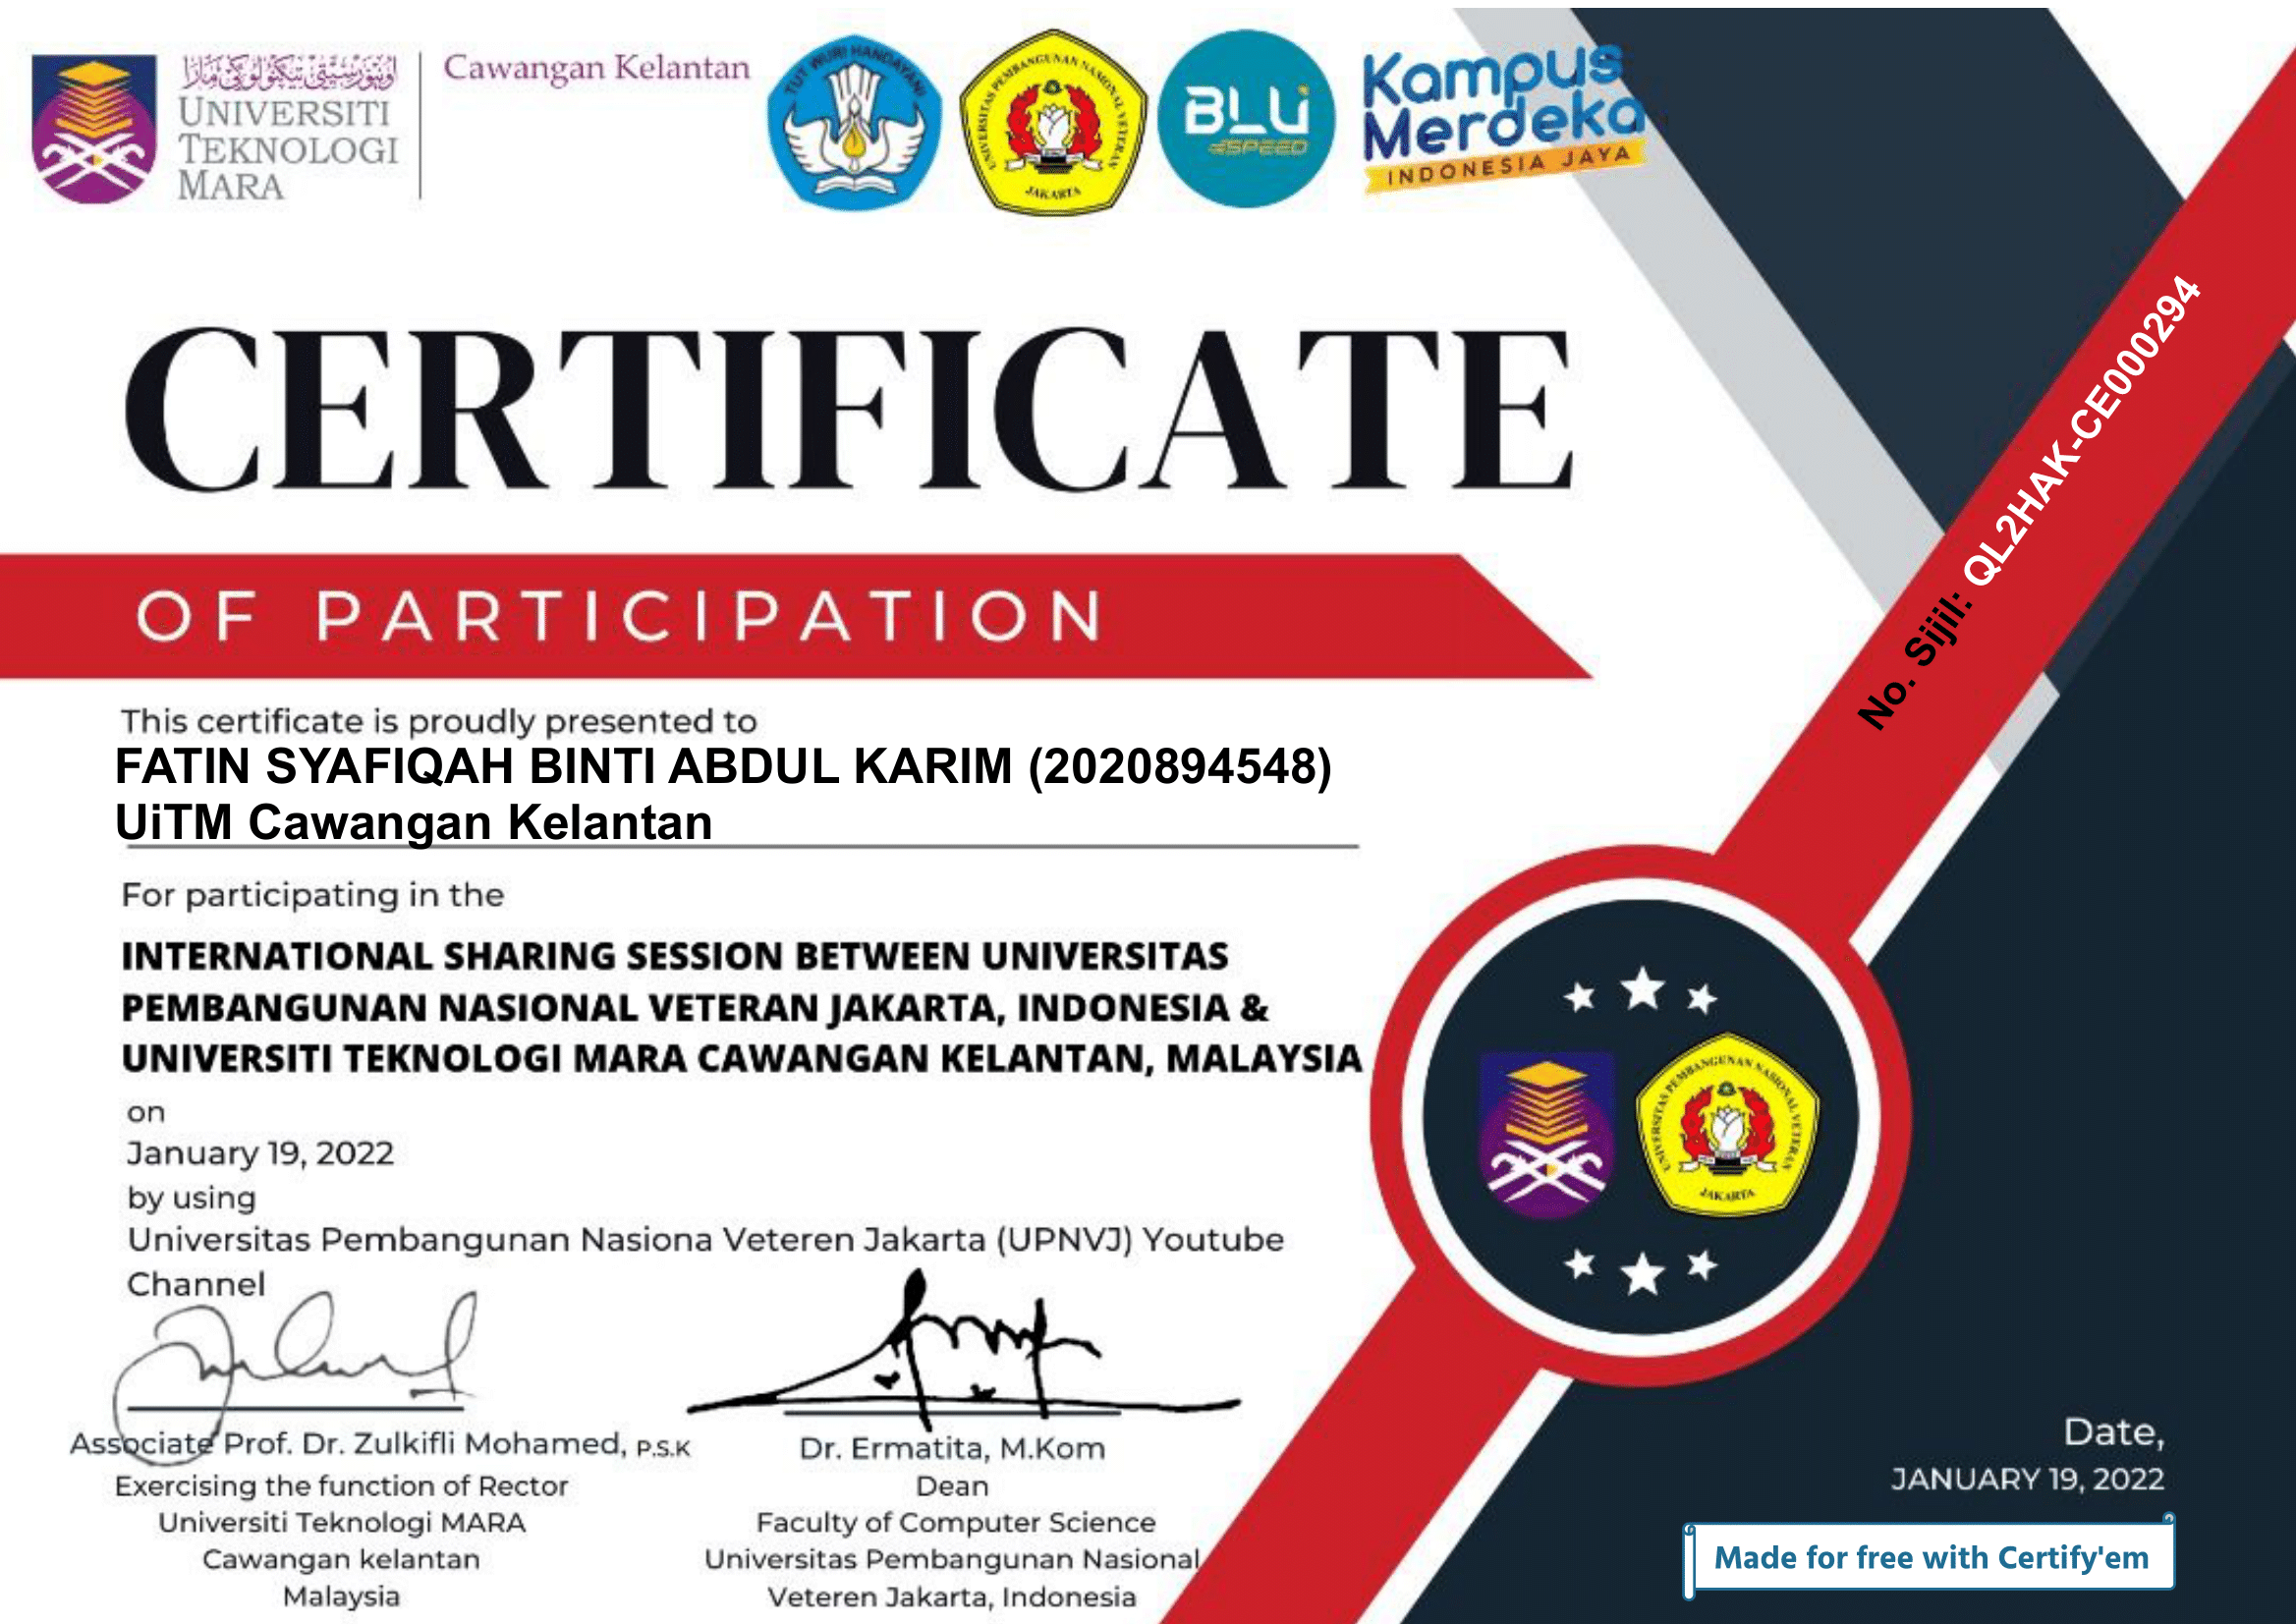 اونيۏرسيتي تيكنولوݢي مارا
UNIVERSITI
TEKNOLOGI
MARA
Cawangan Kelantan
TUT WURI HANDAYANI
UNIVERSITAS PEMBANGUNAN NASIONAL VETERAN
JAKARTA
BLU
SPEED
Kampus
Merdeka
INDONESIA JAYA
CERTIFICATE
OF PARTICIPATION
No. Sijil: QL2HAK-CE000294
This certificate is proudly presented to
FATIN SYAFIQAH BINTI ABDUL KARIM (2020894548)
UiTM Cawangan Kelantan
For participating in the
INTERNATIONAL SHARING SESSION BETWEEN UNIVERSITAS
PEMBANGUNAN NASIONAL VETERAN JAKARTA, INDONESIA &
UNIVERSITI TEKNOLOGI MARA CAWANGAN KELANTAN, MALAYSIA
on
January 19, 2022
by using
Universitas Pembangunan Nasiona Veteren Jakarta (UPNVJ) Youtube
Channel
UNIVERSITAS PEMBANGUNAN NASIONAL VETERAN
JAKARTA
Associate Prof. Dr. Zulkifli Mohamed, P.S.K
Exercising the function of Rector
Universiti Teknologi MARA
Cawangan kelantan
Malaysia
Dr. Ermatita, M.Kom
Dean
Faculty of Computer Science
Universitas Pembangunan Nasional
Veteren Jakarta, Indonesia
Date,
JANUARY 19, 2022
Made for free with Certify'em